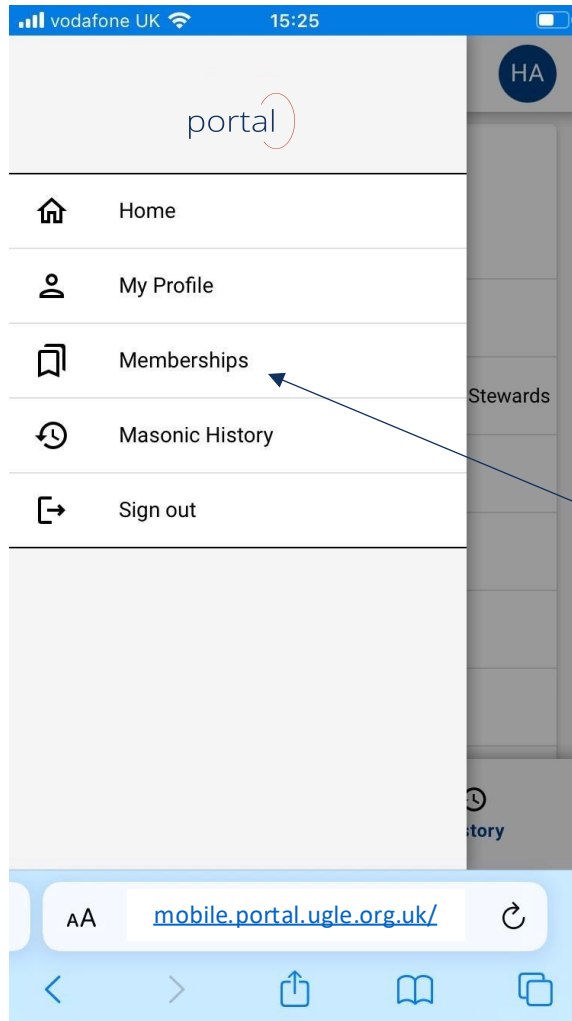 vodafone UK 15:25
HA
portal
Home
My Profile
Memberships
Stewards
Masonic History
Sign out
tory
AA mobile.portal.ugle.org.uk/